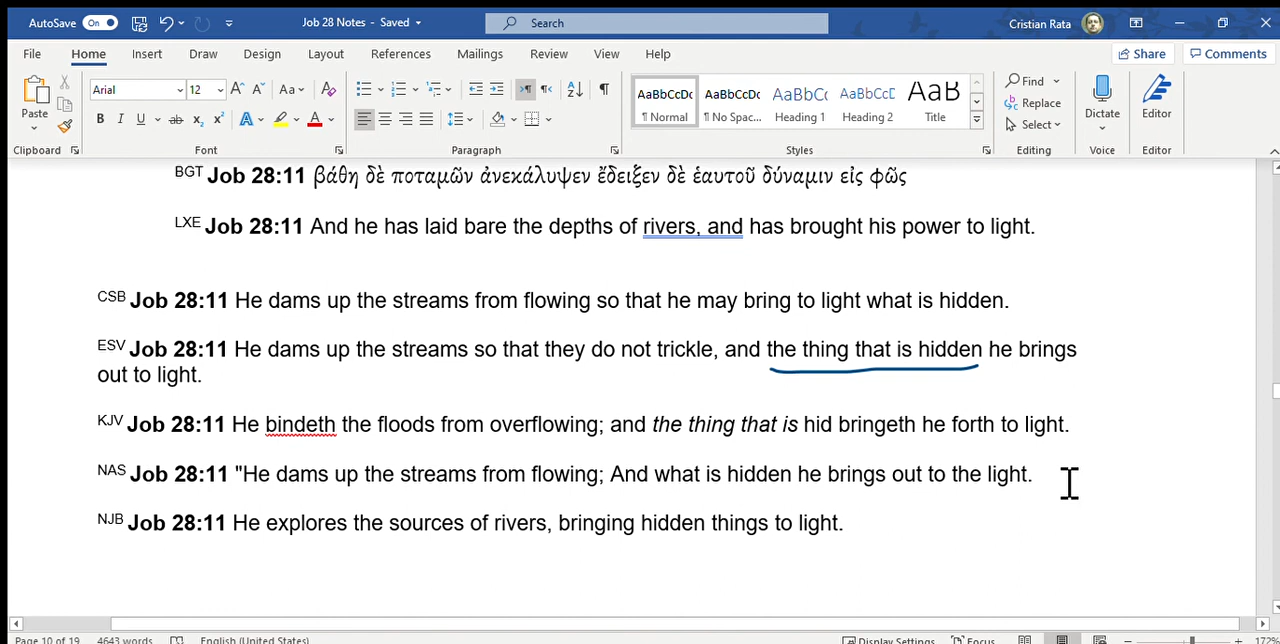 AutoSave On Job 28 Notes - Saved Search Cristian Rata
File Home Insert Draw Design Layout References Mailings Review View Help Share Comments
Paste Arial 12 A A Aa A AaBbCcDc AaBbCcDc AaBbCc AaBbCcD AaB Find Replace Select Dictate Editor
B I U ab x2 x2 A A ¶ Normal ¶ No Spac... Heading 1 Heading 2 Title
Clipboard Font Paragraph Styles Editing Voice Editor
BGT Job 28:11 βάθη δὲ ποταμῶν ἀνεκάλυψεν ἔδειξεν δὲ ἑαυτοῦ δύναμιν εἰς φῶς
LXE Job 28:11 And he has laid bare the depths of rivers, and has brought his power to light.
CSB Job 28:11 He dams up the streams from flowing so that he may bring to light what is hidden.
ESV Job 28:11 He dams up the streams so that they do not trickle, and the thing that is hidden he brings
out to light.
KJV Job 28:11 He bindeth the floods from overflowing; and the thing that is hid bringeth he forth to light.
NAS Job 28:11 "He dams up the streams from flowing; And what is hidden he brings out to the light.
NJB Job 28:11 He explores the sources of rivers, bringing hidden things to light.
Page 10 of 19 4643 words English (United States) Display Settings Focus 172%